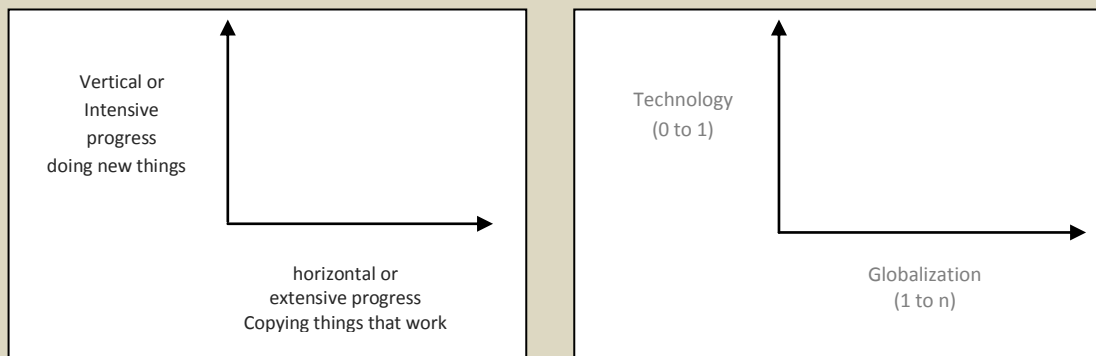 Vertical or
Intensive
progress
doing new things
horizontal or
extensive progress
Copying things that work
Technology
(0 to 1)
Globalization
(1 to n)